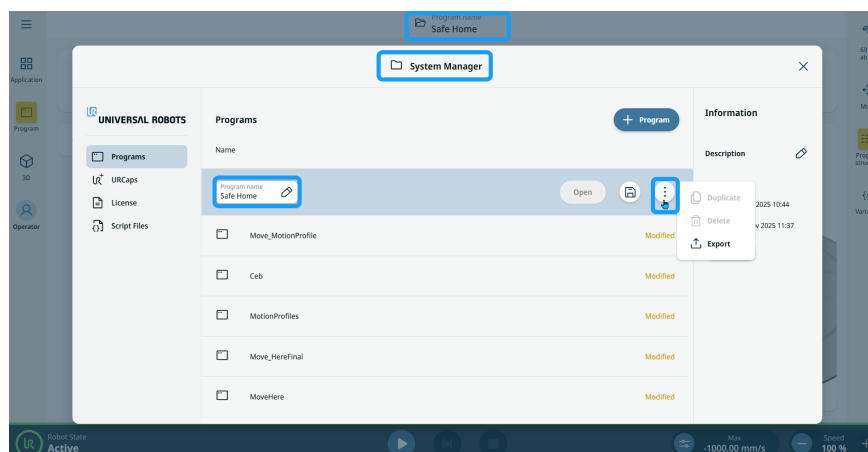 Program name
Safe Home
Application
Program
3D
Operator
System Manager
UNIVERSAL ROBOTS
Programs
URCaps
License
Script Files
Programs
+ Program
Name
Program name
Safe Home
Open
Move_MotionProfile
Modified
Ceb
Modified
MotionProfiles
Modified
Move_HereFinal
Modified
MoveHere
Modified
Information
Description
2025 10:44
2025 11:37
Duplicate
Delete
Export
Robot State
Active
Max
-1000.00 mm/s
Speed
100 %